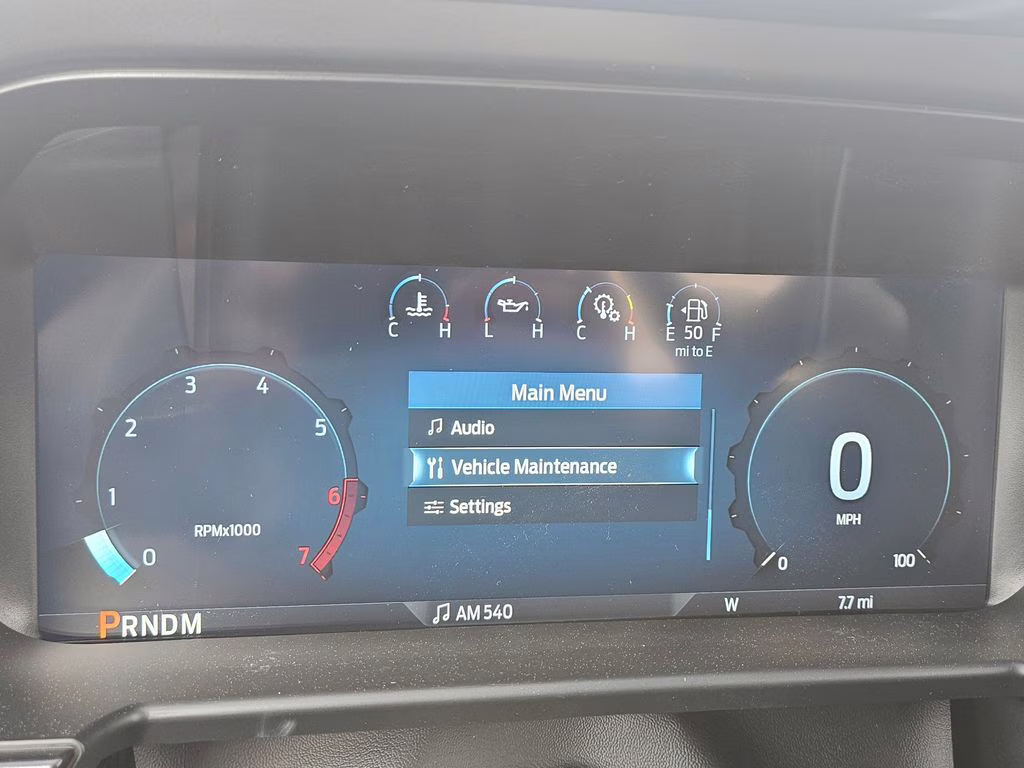 C H
L H
C H
E 50 F
mi to E
Main Menu
Audio
Vehicle Maintenance
Settings
0
1
2
3
4
5
6
7
RPMx1000
0
MPH
0
100
PRNDM
AM 540
W
7.7 mi